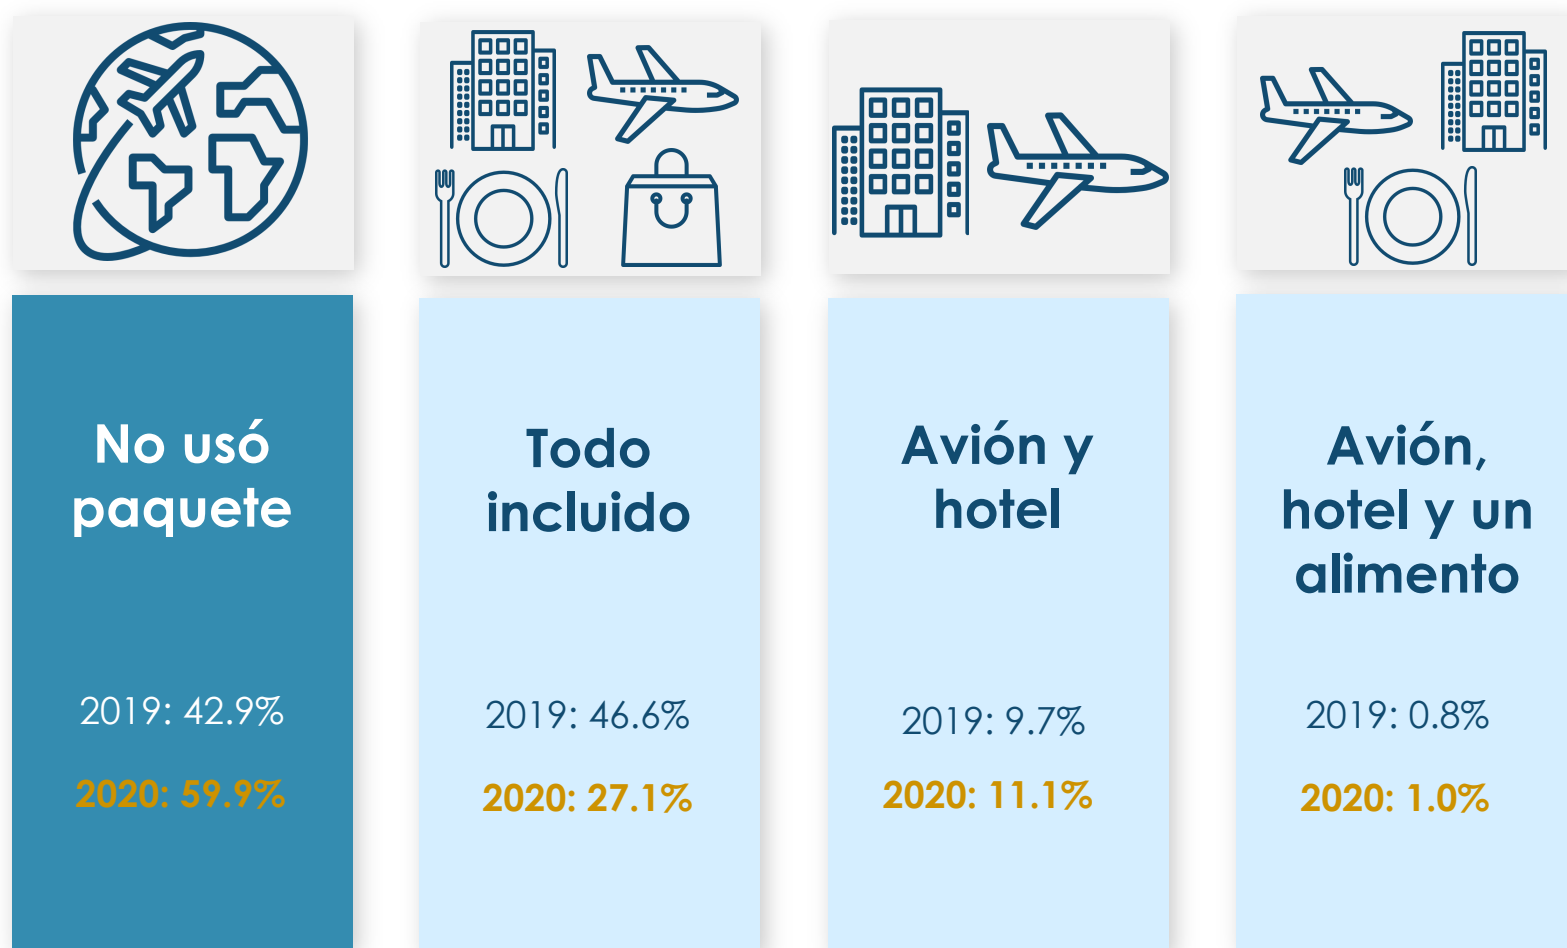 No usó
paquete
2019: 42.9%
2020: 59.9%
Todo
incluido
2019: 46.6%
2020: 27.1%
Avión y
hotel
2019: 9.7%
2020: 11.1%
Avión,
hotel y un
alimento
2019: 0.8%
2020: 1.0%